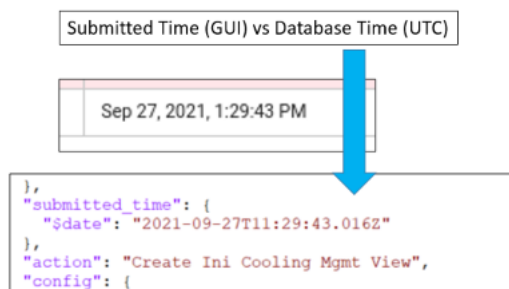 Submitted Time (GUI) vs Database Time (UTC)
Sep 27, 2021, 1:29:43 PM
},
"submitted_time": {
"$date": "2021-09-27T11:29:43.016Z"
},
"action": "Create Ini Cooling Mgmt View",
"config": {